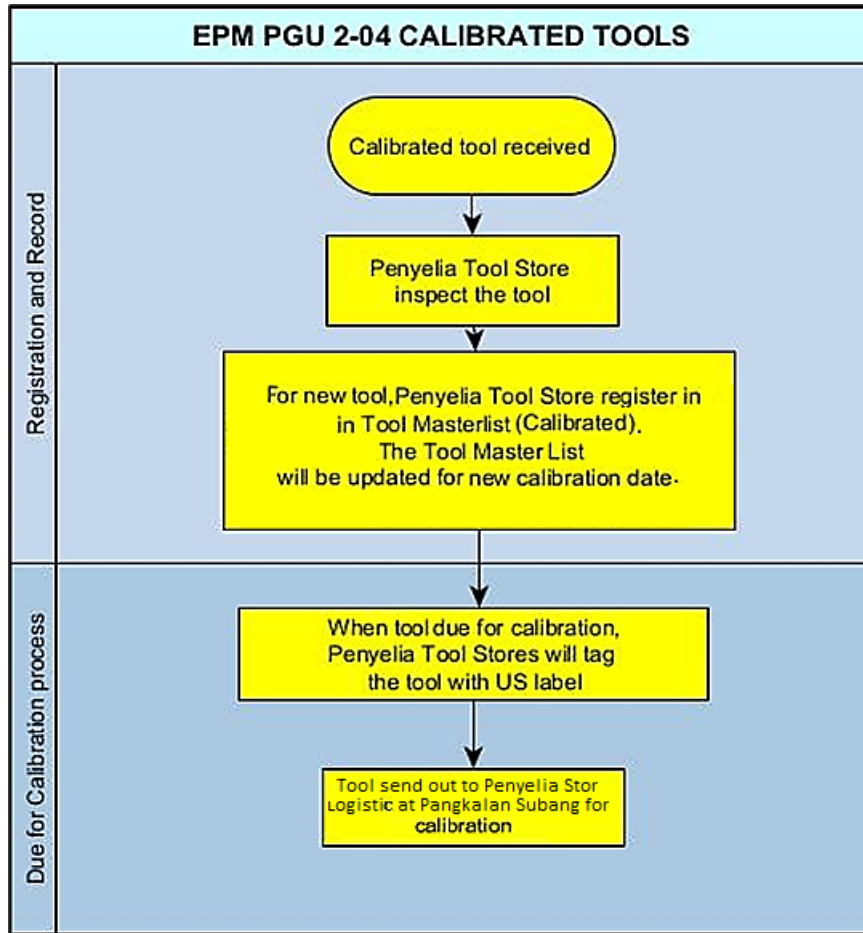 EPM PGU 2-04 CALIBRATED TOOLS
Registration and Record
Calibrated tool received
Penyelia Tool Store
inspect the tool
For new tool,Penyelia Tool Store register in
in Tool Masterlist (Calibrated).
The Tool Master List
will be updated for new calibration date.
Due for Calibration process
When tool due for calibration,
Penyelia Tool Stores will tag
the tool with US label
Tool send out to Penyelia Stor
Logistic at Pangkalan Subang for
calibration